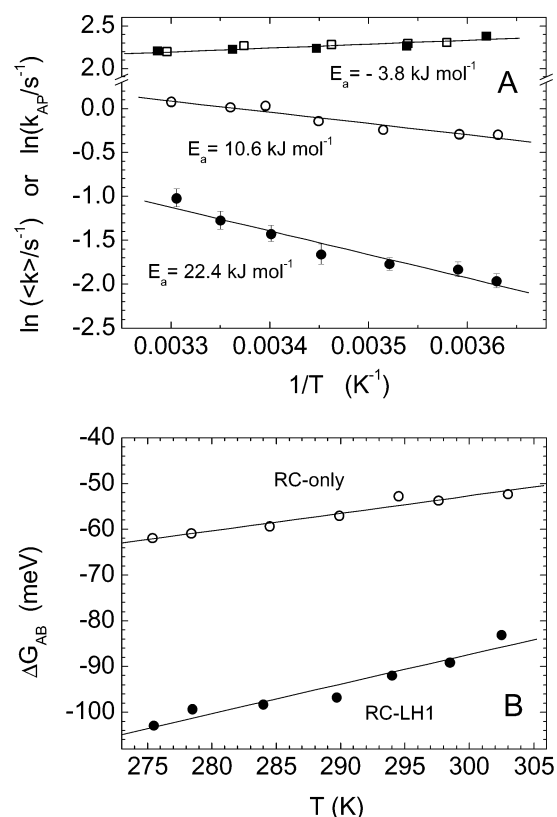 2.5
2.0
0.0
-0.5
-1.0
-1.5
-2.0
-2.5
ln (<k>/s⁻¹) or ln(k_AP/s⁻¹)
A
E_a = - 3.8 kJ mol⁻¹
E_a = 10.6 kJ mol⁻¹
E_a = 22.4 kJ mol⁻¹
0.0033 0.0034 0.0035 0.0036
1/T (K⁻¹)
-40
-50
-60
-70
-80
-90
-100
ΔG_AB (meV)
RC-only
RC-LH1
B
275 280 285 290 295 300 305
T (K)